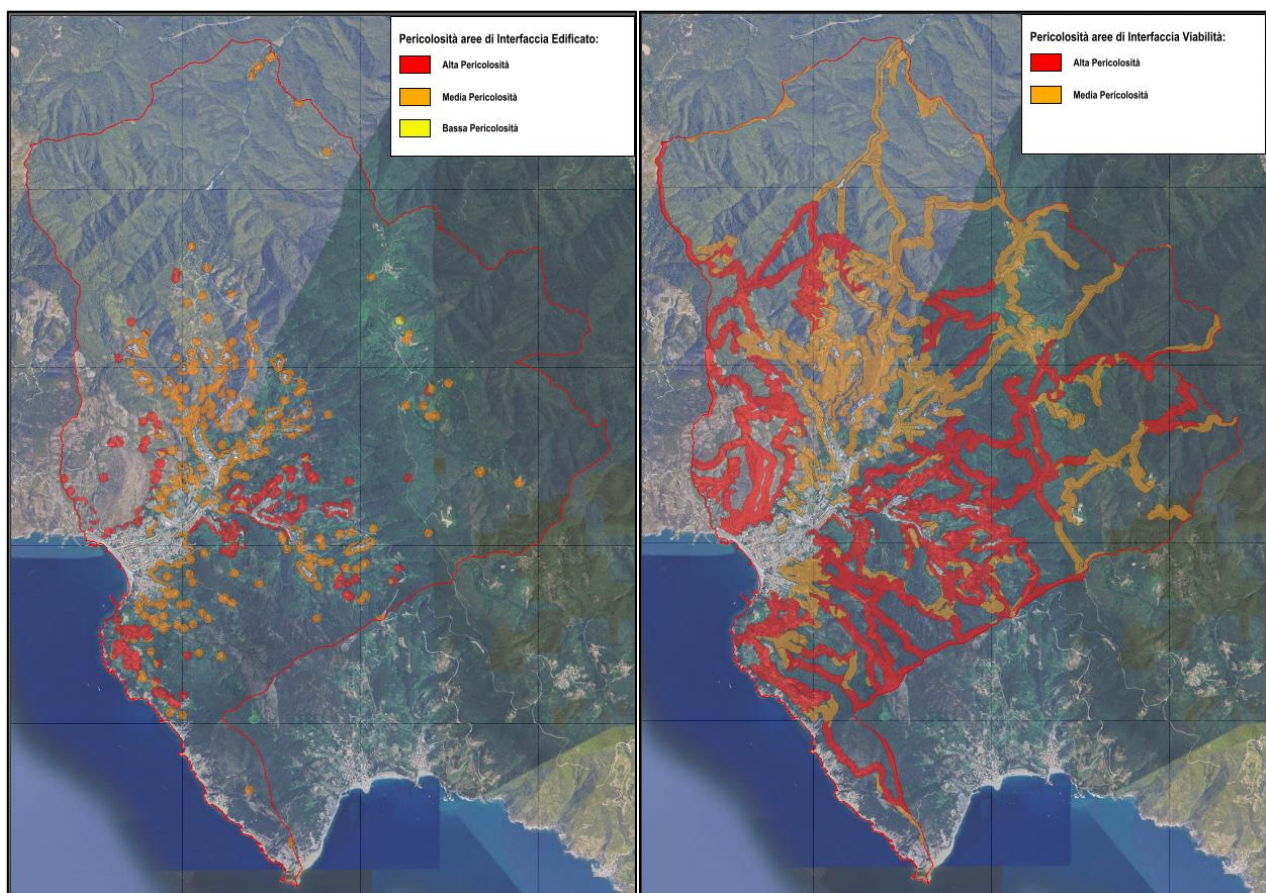 Pericolosità aree di Interfaccia Edificato:
Alta Pericolosità
Media Pericolosità
Bassa Pericolosità
Pericolosità aree di Interfaccia Viabilità:
Alta Pericolosità
Media Pericolosità